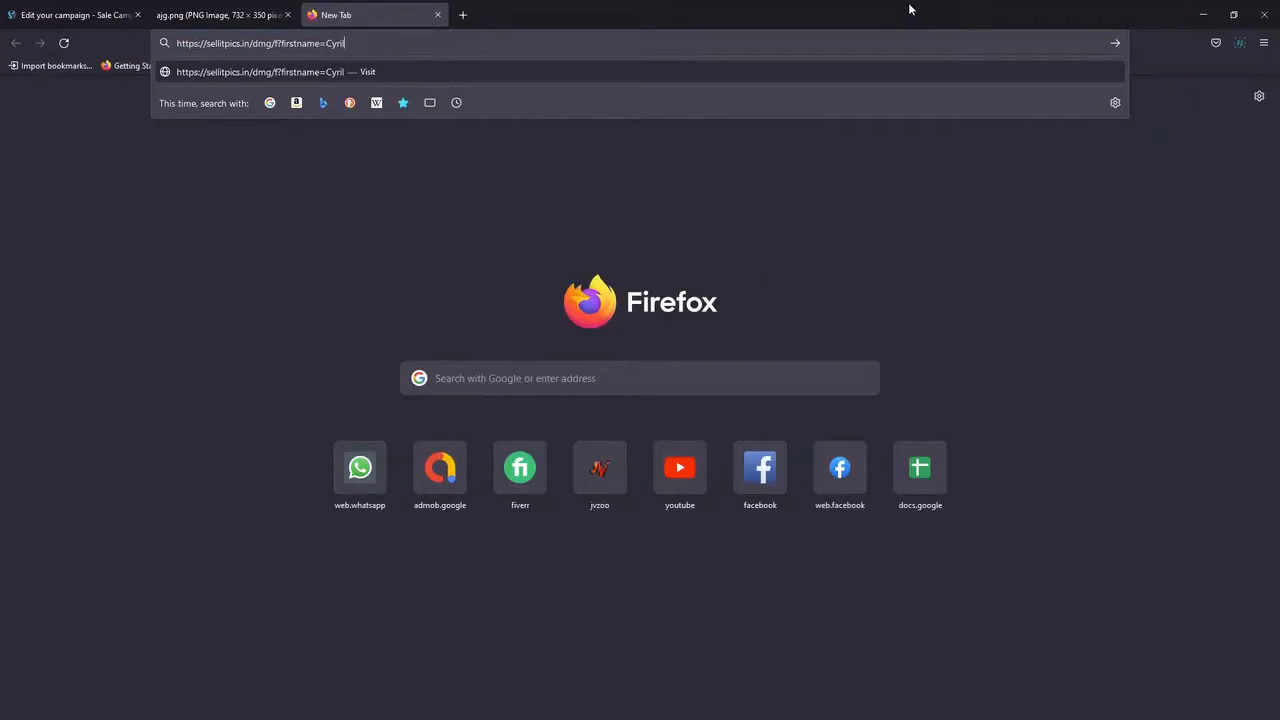 Edit your campaign - Sale Cam
ajg.png (PNG Image, 732 × 350 pixe
New Tab
https://sellitpics.in/dmg/f?firstname=Cyril
Import bookmarks...
Getting Sta
https://sellitpics.in/dmg/f?firstname=Cyril — Visit
This time, search with:
Firefox
Search with Google or enter address
web.whatsapp
admob.google
fiverr
jvzoo
youtube
facebook
web.facebook
docs.google